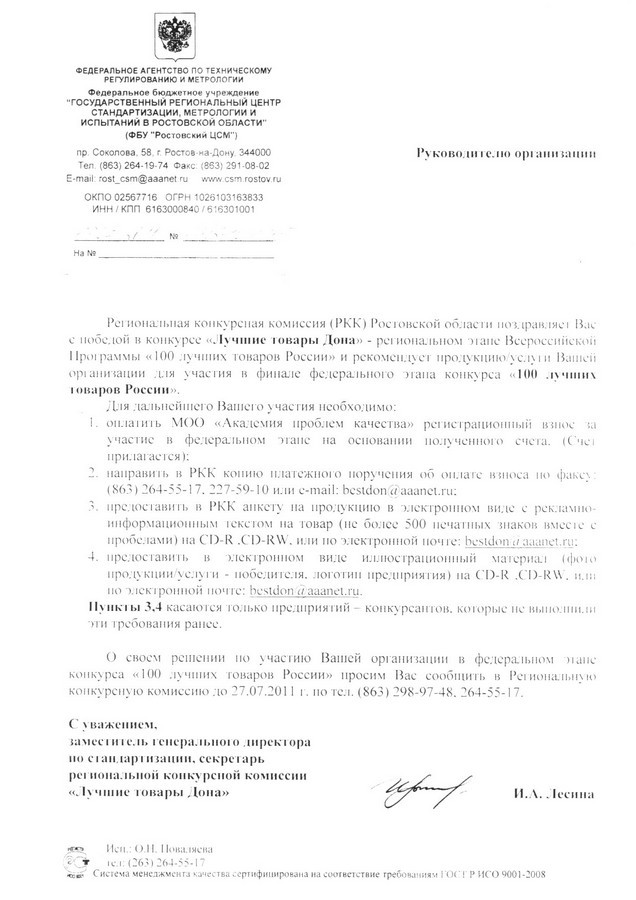 ФЕДЕРАЛЬНОЕ АГЕНТСТВО ПО ТЕХНИЧЕСКОМУ
РЕГУЛИРОВАНИЮ И МЕТРОЛОГИИ
Федеральное бюджетное учреждение
"ГОСУДАРСТВЕННЫЙ РЕГИОНАЛЬНЫЙ ЦЕНТР
СТАНДАРТИЗАЦИИ, МЕТРОЛОГИИ И
ИСПЫТАНИЙ В РОСТОВСКОЙ ОБЛАСТИ"
(ФБУ "Ростовский ЦСМ")
пр. Соколова, 58, г. Ростов-на-Дону, 344000
Тел. (863) 264-19-74 Факс: (863) 291-08-02
E-mail: rost_csm@aaanet.ru www.csm.rostov.ru
ОКПО 02567716 ОГРН 1026103163833
ИНН / КПП 6163000840 / 616301001
№
На №
Руководителю организации
Региональная конкурсная комиссия (РКК) Ростовской области поздравляет Вас
с победой в конкурсе «Лучшие товары Дона» - региональном этапе Всероссийской
Программы «100 лучших товаров России» и рекомендует продукцию/услуги Вашей
организации для участия в финале федерального этапа конкурса «100 лучших
товаров России».
Для дальнейшего Вашего участия необходимо:
1. оплатить МОО «Академия проблем качества» регистрационный взнос за
участие в федеральном этапе на основании полученного счета. (Счет
прилагается);
2. направить в РКК копию платежного поручения об оплате взноса по факсу:
(863) 264-55-17, 227-59-10 или e-mail: bestdon@aaanet.ru;
3. предоставить в РКК анкету на продукцию в электронном виде с рекламно-
информационным текстом на товар (не более 500 печатных знаков вместе с
пробелами) на CD-R ,CD-RW, или по электронной почте: bestdon@aaanet.ru;
4. предоставить в электронном виде иллюстрационный материал (фото
продукции/услуги - победителя, логотип предприятия) на CD-R ,CD-RW, или
по электронной почте: bestdon@aaanet.ru.
Пункты 3,4 касаются только предприятий – конкурсантов, которые не выполнили
эти требования ранее.
О своем решении по участию Вашей организации в федеральном этапе
конкурса «100 лучших товаров России» просим Вас сообщить в Региональную
конкурсную комиссию до 27.07.2011 г. по тел. (863) 298-97-48, 264-55-17.
С уважением,
заместитель генерального директора
по стандартизации, секретарь
региональной конкурсной комиссии
«Лучшие товары Дона»
И.А. Лесина
Исп.: О.Н. Поваляева
тел: (263) 264-55-17
Система менеджмента качества сертифицирована на соответствие требованиям ГОСТ Р ИСО 9001-2008